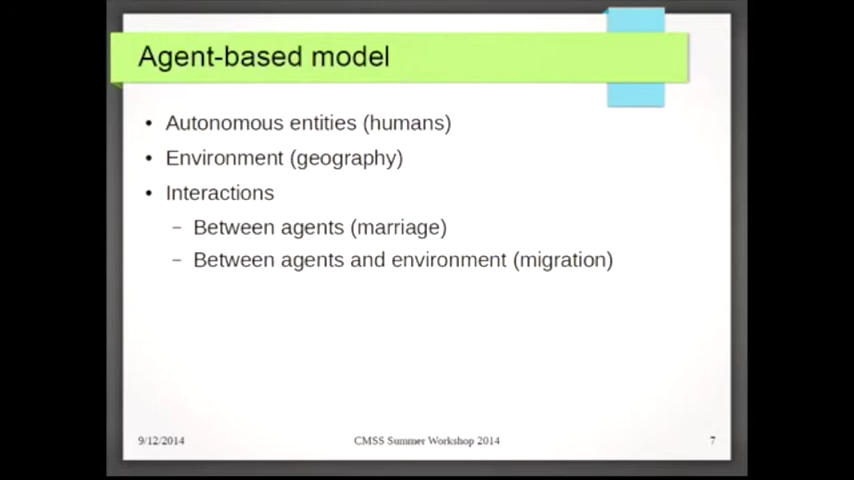 Agent-based model
• Autonomous entities (humans)
• Environment (geography)
• Interactions
– Between agents (marriage)
– Between agents and environment (migration)
9/12/2014 CMSS Summer Workshop 2014 7